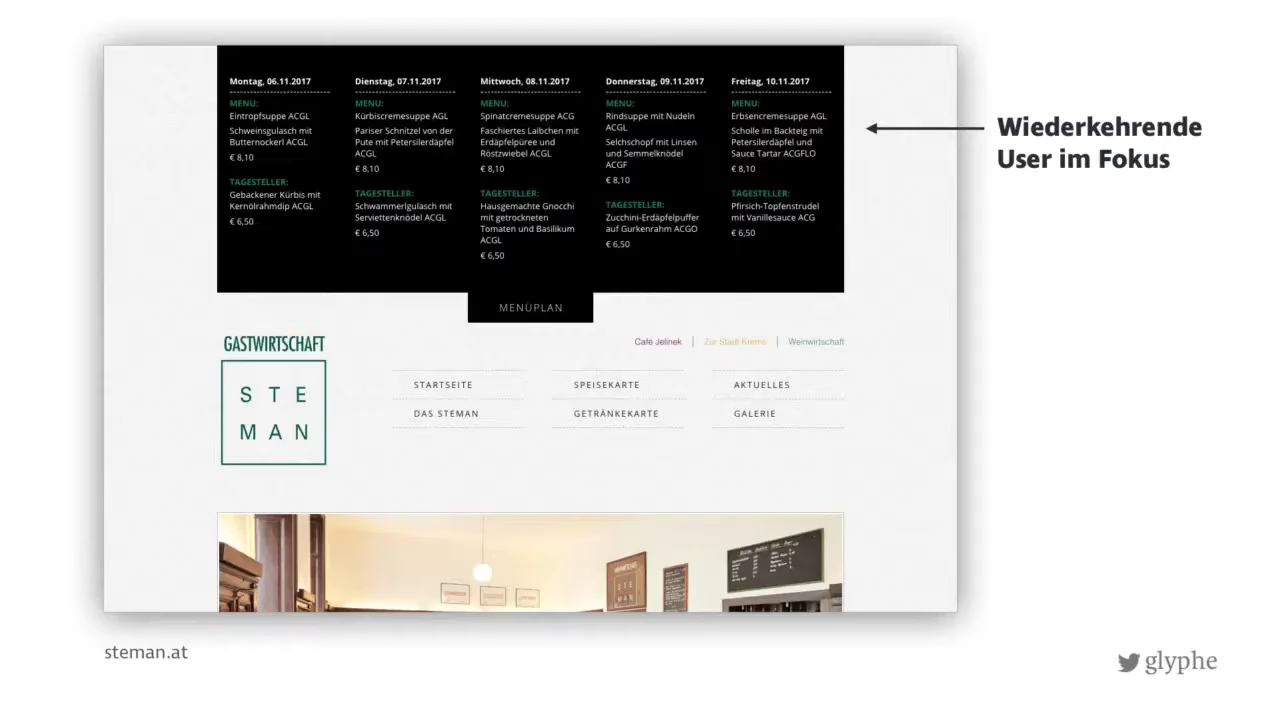 Montag, 06.11.2017
MENU:
Eintropfsuppe ACGL
Schweinsgulasch mit
Butternockerl ACGL
€ 8,10
TAGESTELLER:
Gebackener Kürbis mit
Kernölrahmdip ACGL
€ 6,50
Dienstag, 07.11.2017
MENU:
Kürbiscremesuppe AGL
Pariser Schnitzel von der
Pute mit Petersilerdäpfel
ACGL
€ 8,10
TAGESTELLER:
Schwammerlgulasch mit
Serviettenknödel ACGL
€ 6,50
Mittwoch, 08.11.2017
MENU:
Spinatcremesuppe ACG
Faschiertes Laibchen mit
Erdäpfelpüree und
Röstzwiebel ACGL
€ 8,10
TAGESTELLER:
Hausgemachte Gnocchi
mit getrockneten
Tomaten und Basilikum
ACGL
€ 6,50
Donnerstag, 09.11.2017
MENU:
Rindsuppe mit Nudeln
ACGL
Selchschopf mit Linsen
und Semmelknödel
ACGF
€ 8,10
TAGESTELLER:
Zucchini-Erdäpfelpuffer
auf Gurkenrahm ACGO
€ 6,50
Freitag, 10.11.2017
MENU:
Erbsencremesuppe AGL
Scholle im Backteig mit
Petersilerdäpfel und
Sauce Tartar ACGFLO
€ 8,10
TAGESTELLER:
Pfirsich-Topfenstrudel
mit Vanillesauce ACG
€ 6,50
Wiederkehrende
User im Fokus
MENÜPLAN
GASTWIRTSCHAFT
STE
MAN
Café Jelinek | Zur Stadt Krems | Weinwirtschaft
STARTSEITE SPEISEKARTE AKTUELLES
DAS STEMAN GETRÄNKEKARTE GALERIE
STE
MAN
steman.at
glyphe